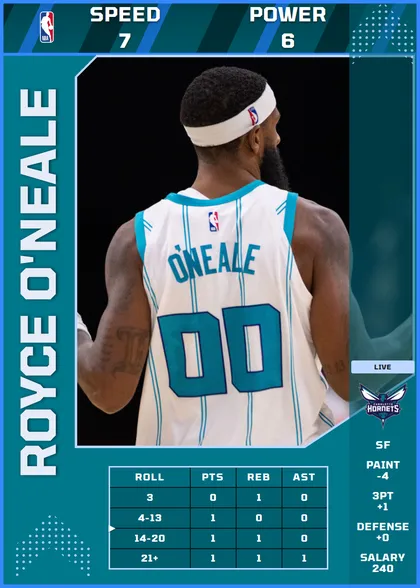 SPEED
7
POWER
6
ROYCE O'NEALE
O'NEALE
00
LIVE
HORNETS
SF
PAINT
-4
3PT
+1
DEFENSE
+0
SALARY
240
ROLL PTS REB AST
3 0 1 0
4-13 1 0 0
14-20 1 1 0
21+ 1 1 1